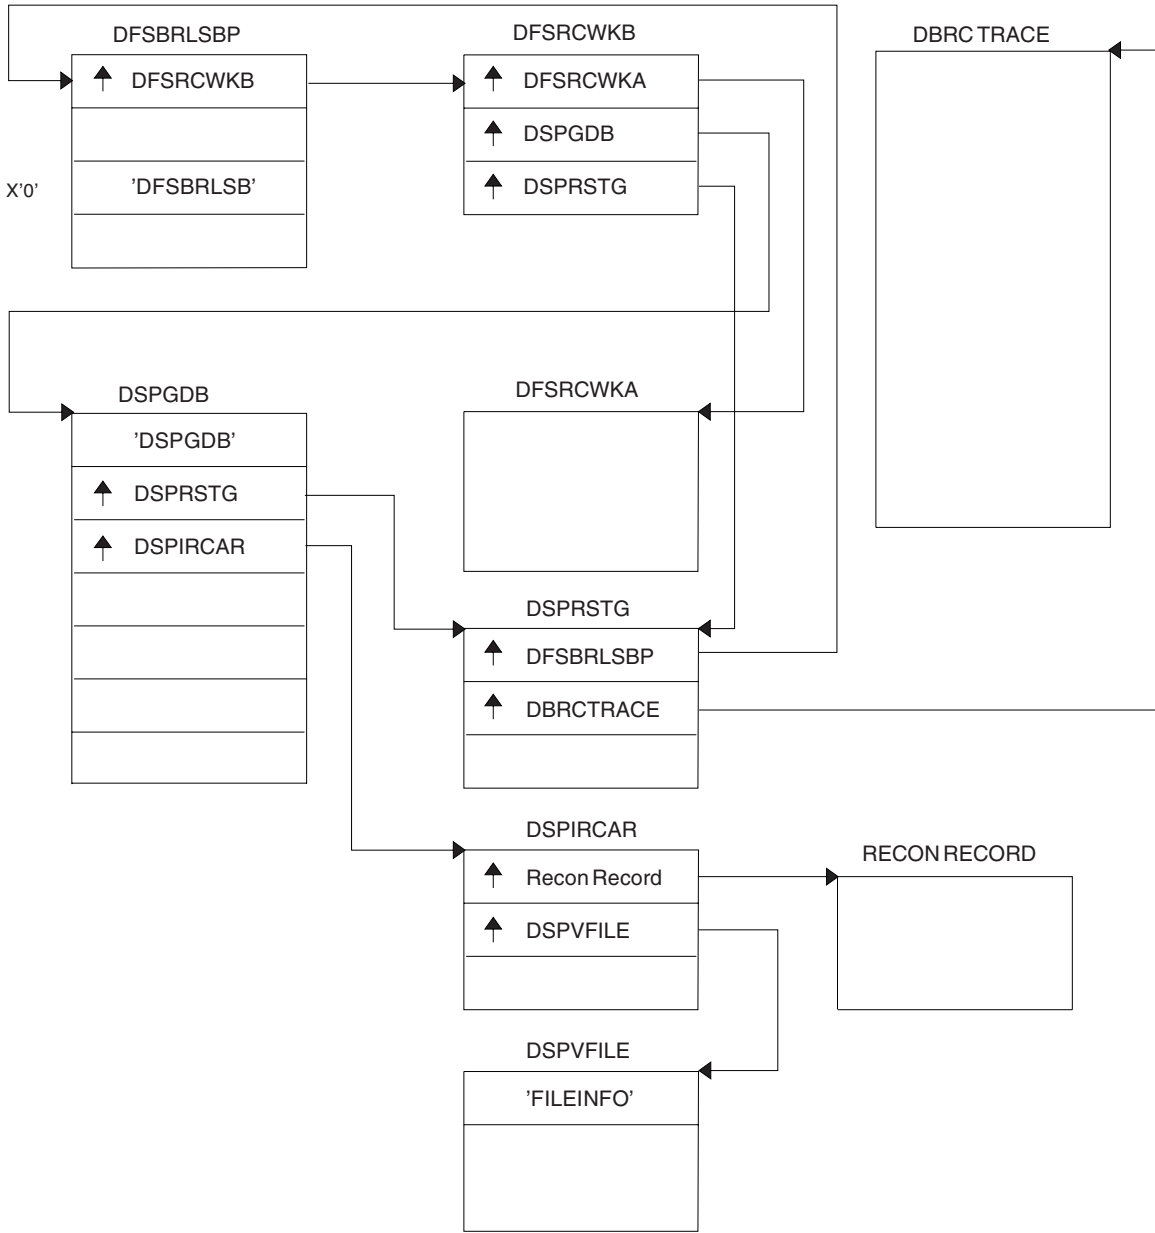 DFSBRLSBP
DFSRCWKB
DBRC TRACE
DFSRCWKB
DFSRCWKA
DSPGDB
X'0'
'DFSBRLSB'
DSPRSTG
DSPGDB
DFSRCWKA
'DSPGDB'
DSPRSTG
DSPIRCAR
DSPRSTG
DFSBRLSBP
DBRCTRACE
DSPIRCAR
RECON RECORD
Recon Record
DSPVFILE
DSPVFILE
'FILEINFO'